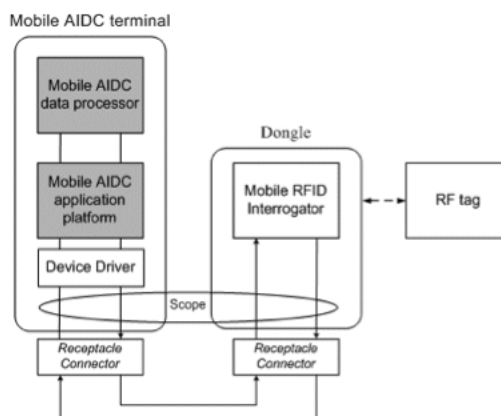 Mobile AIDC terminal
Mobile AIDC
data processor
Mobile AIDC
application
platform
Device Driver
Dongle
Mobile RFID
Interrogator
RF tag
Scope
Receptacle
Connector
Receptacle
Connector